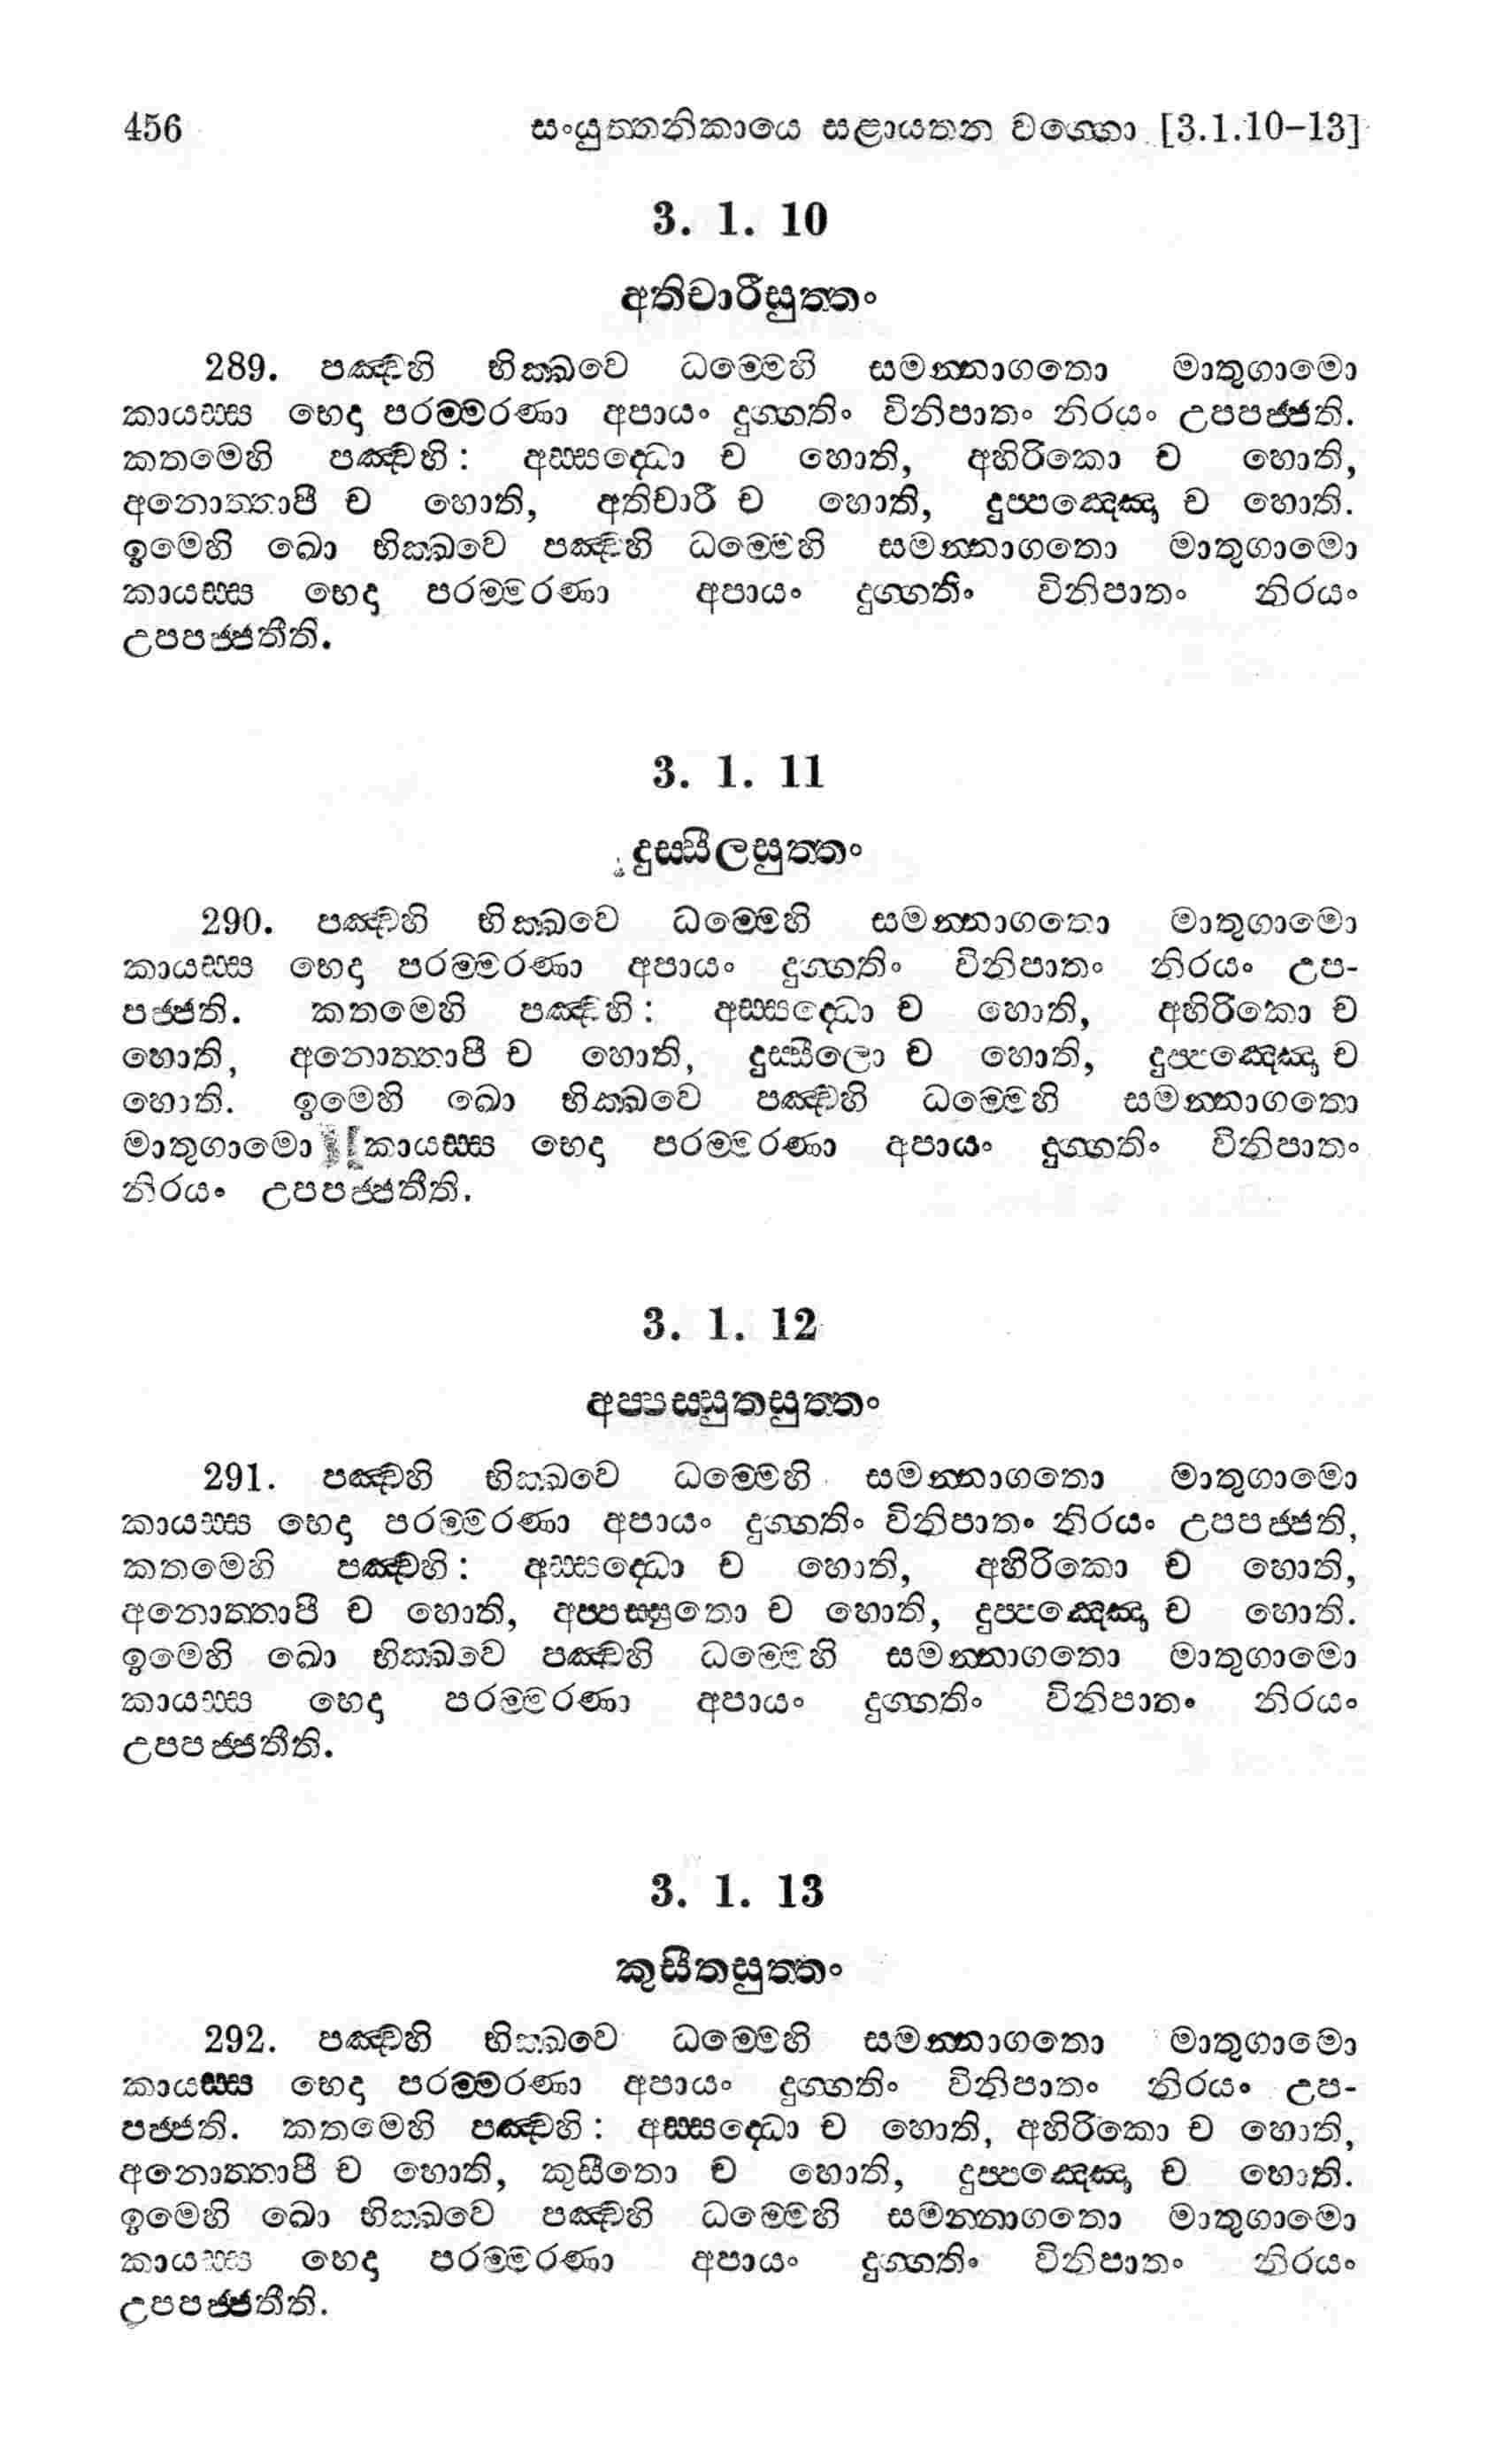 456 සංයුත්තනිකායෙ සළායතන වග්ගො [3.1.10–13]
3. 1. 10
අතිචාරීසුත්තං
289. පඤ්චහි භික්ඛවෙ ධම්මෙහි සමන්නාගතො මාතුගාමො
කායස්ස භෙදා පරම්මරණා අපායං දුග්ගතිං විනිපාතං නිරයං උපපජ්ජති.
කතමෙහි පඤ්චහි: අස්සද්ධො ච හොති, අහිරිකො ච හොති,
අනොත්තාපී ච හොති, අතිචාරී ච හොති, දුප්පඤ්ඤො ච හොති.
ඉමෙහි ඛො භික්ඛවෙ පඤ්චහි ධම්මෙහි සමන්නාගතො මාතුගාමො
කායස්ස භෙදා පරම්මරණා අපායං දුග්ගතිං විනිපාතං නිරයං
උපපජ්ජතීති.
3. 1. 11
දුස්සීලසුත්තං
290. පඤ්චහි භික්ඛවෙ ධම්මෙහි සමන්නාගතො මාතුගාමො
කායස්ස භෙදා පරම්මරණා අපායං දුග්ගතිං විනිපාතං නිරයං උප-
පජ්ජති. කතමෙහි පඤ්චහි: අස්සද්ධො ච හොති, අහිරිකො ච
හොති, අනොත්තාපී ච හොති, දුස්සීලො ච හොති, දුප්පඤ්ඤො ච
හොති. ඉමෙහි ඛො භික්ඛවෙ පඤ්චහි ධම්මෙහි සමන්නාගතො
මාතුගාමො කායස්ස භෙදා පරම්මරණා අපායං දුග්ගතිං විනිපාතං
නිරයං උපපජ්ජතීති.
3. 1. 12
අප්පස්සුතසුත්තං
291. පඤ්චහි භික්ඛවෙ ධම්මෙහි සමන්නාගතො මාතුගාමො
කායස්ස භෙදා පරම්මරණා අපායං දුග්ගතිං විනිපාතං නිරයං උපපජ්ජති,
කතමෙහි පඤ්චහි: අස්සද්ධො ච හොති, අහිරිකො ච හොති,
අනොත්තාපී ච හොති, අප්පස්සුතො ච හොති, දුප්පඤ්ඤො ච හොති.
ඉමෙහි ඛො භික්ඛවෙ පඤ්චහි ධම්මෙහි සමන්නාගතො මාතුගාමො
කායස්ස භෙදා පරම්මරණා අපායං දුග්ගතිං විනිපාතං නිරයං
උපපජ්ජතීති.
3. 1. 13
කුසීතසුත්තං
292. පඤ්චහි භික්ඛවෙ ධම්මෙහි සමන්නාගතො මාතුගාමො
කායස්ස භෙදා පරම්මරණා අපායං දුග්ගතිං විනිපාතං නිරයං උප-
පජ්ජති. කතමෙහි පඤ්චහි: අස්සද්ධො ච හොති, අහිරිකො ච හොති,
අනොත්තාපී ච හොති, කුසීතො ච හොති, දුප්පඤ්ඤො ච හොති.
ඉමෙහි ඛො භික්ඛවෙ පඤ්චහි ධම්මෙහි සමන්නාගතො මාතුගාමො
කායස්ස භෙදා පරම්මරණා අපායං දුග්ගතිං විනිපාතං නිරයං
උපපජ්ජතීති.